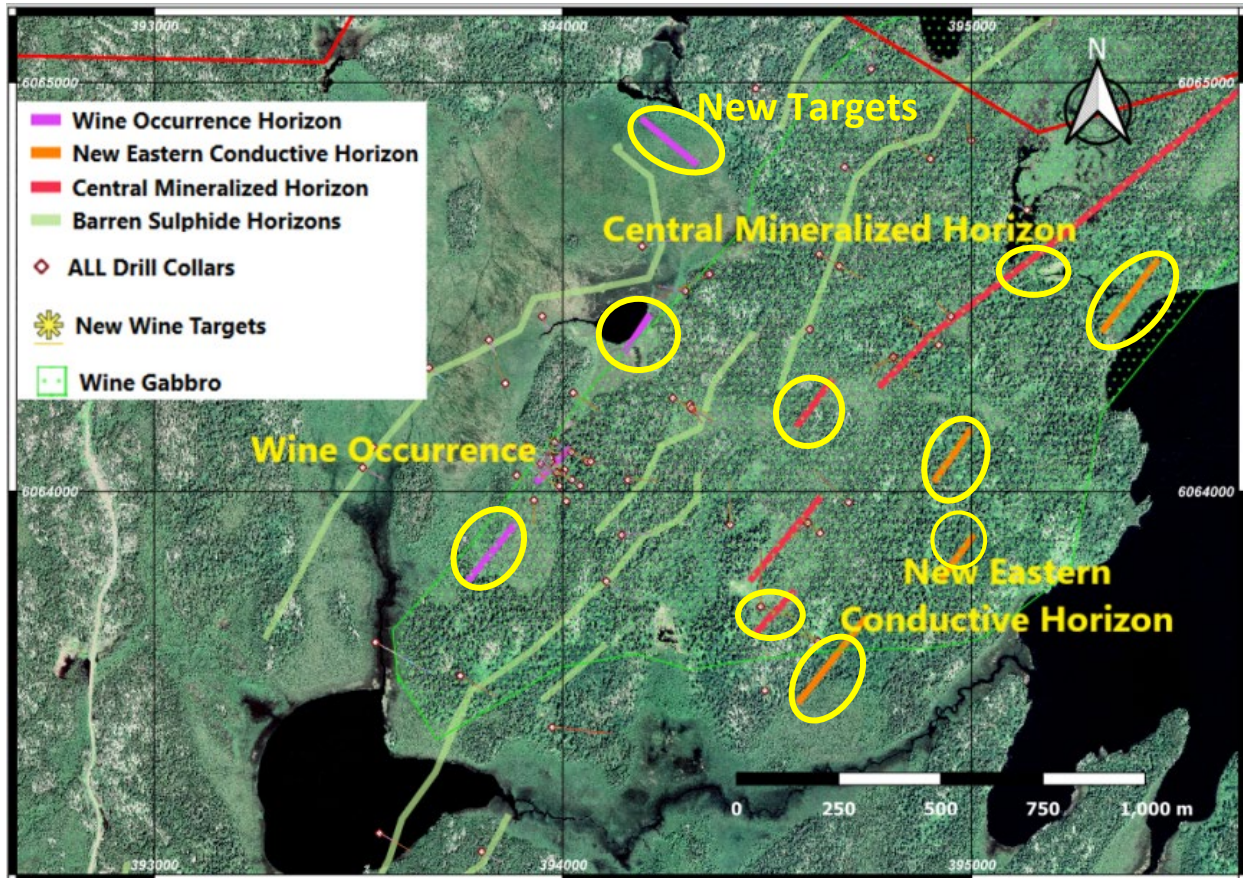 393000
394000
395000
N
6065000
6065000
New Targets
Wine Occurrence Horizon
New Eastern Conductive Horizon
Central Mineralized Horizon
Barren Sulphide Horizons
ALL Drill Collars
New Wine Targets
Wine Gabbro
Central Mineralized Horizon
Wine Occurrence
6064000
6064000
New Eastern
Conductive Horizon
0
250
500
750
1,000 m
393000
394000
395000